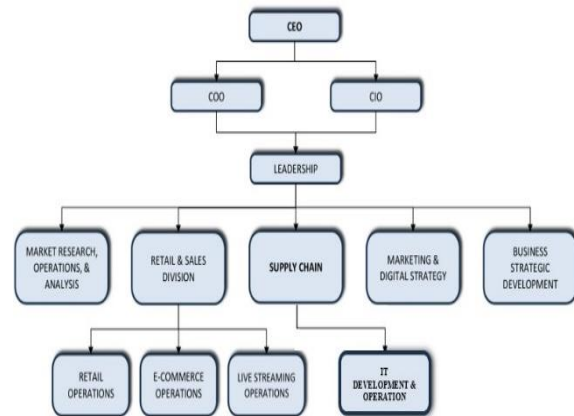 CEO
COO
CIO
LEADERSHIP
MARKET RESEARCH,
OPERATIONS, &
ANALYSIS
RETAIL & SALES
DIVISION
SUPPLY CHAIN
MARKETING &
DIGITAL STRATEGY
BUSINESS
STRATEGIC
DEVELOPMENT
RETAIL
OPERATIONS
E-COMMERCE
OPERATIONS
LIVE STREAMING
OPERATIONS
IT
DEVELOPMENT &
OPERATION